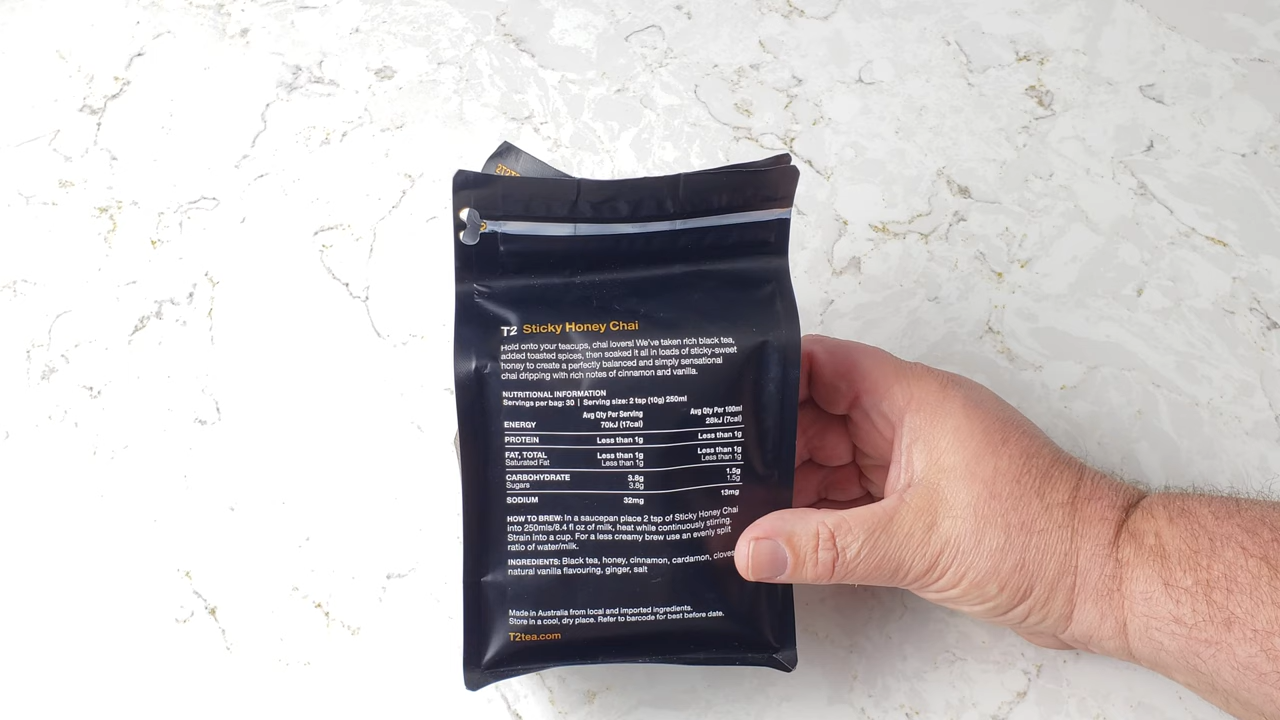 T2 Sticky Honey Chai
Hold onto your teacups, chai lovers! We've taken rich black tea,
added toasted spices, then soaked it all in loads of sticky-sweet
honey to create a perfectly balanced and simply sensational
chai dripping with rich notes of cinnamon and vanilla.
NUTRITIONAL INFORMATION
Servings per bag: 30 | Serving size: 2 tsp (10g) 250ml
Avg Qty Per Serving Avg Qty Per 100ml
ENERGY 70kJ (17cal) 28kJ (7cal)
PROTEIN Less than 1g Less than 1g
FAT, TOTAL Less than 1g Less than 1g
Saturated Fat Less than 1g Less than 1g
CARBOHYDRATE 3.8g 1.5g
Sugars 3.8g 1.5g
SODIUM 32mg 13mg
HOW TO BREW: In a saucepan place 2 tsp of Sticky Honey Chai
into 250mls/8.4 fl oz of milk, heat while continuously stirring.
Strain into a cup. For a less creamy brew use an evenly split
ratio of water/milk.
INGREDIENTS: Black tea, honey, cinnamon, cardamon, cloves
natural vanilla flavouring, ginger, salt
Made in Australia from local and imported ingredients.
Store in a cool, dry place. Refer to barcode for best before date.
T2tea.com